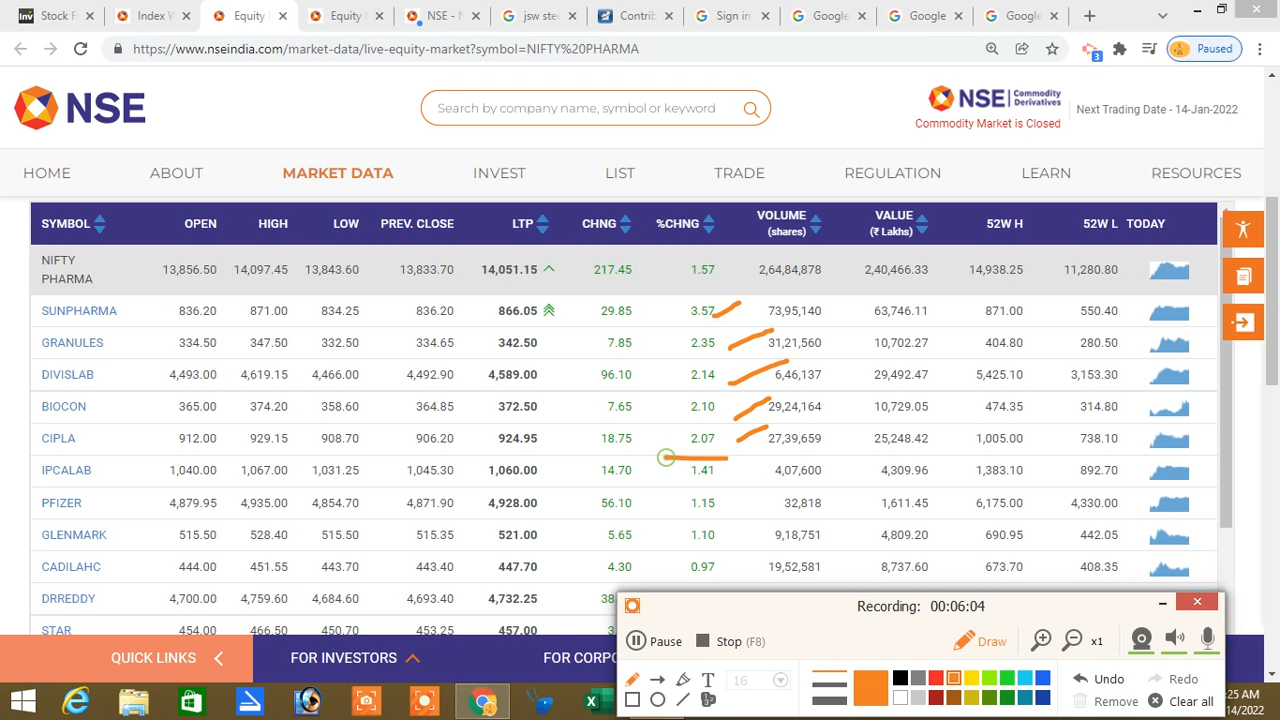 Stock F
Index W
Equity
Equity M
NSE - N
jsw stee
Contrib
Sign in
Google
Google
Google
https://www.nseindia.com/market-data/live-equity-market?symbol=NIFTY%20PHARMA
3
Paused
NSE
Search by company name, symbol or keyword
NSE Commodity Derivatives
Commodity Market is Closed
Next Trading Date - 14-Jan-2022
HOME ABOUT MARKET DATA INVEST LIST TRADE REGULATION LEARN RESOURCES
SYMBOL OPEN HIGH LOW PREV. CLOSE LTP CHNG %CHNG VOLUME (shares) VALUE (₹ Lakhs) 52W H 52W L TODAY
NIFTY PHARMA 13,856.50 14,097.45 13,843.60 13,833.70 14,051.15 217.45 1.57 2,64,84,878 2,40,466.33 14,938.25 11,280.80
SUNPHARMA 836.20 871.00 834.25 836.20 866.05 29.85 3.57 73,95,140 63,746.11 871.00 550.40
GRANULES 334.50 347.50 332.50 334.65 342.50 7.85 2.35 31,21,560 10,702.27 404.80 280.50
DIVISLAB 4,493.00 4,619.15 4,466.00 4,492.90 4,589.00 96.10 2.14 6,46,137 29,492.47 5,425.10 3,153.30
BIOCON 365.00 374.20 358.60 364.85 372.50 7.65 2.10 29,24,164 10,729.05 474.35 314.80
CIPLA 912.00 929.15 908.70 906.20 924.95 18.75 2.07 27,39,659 25,248.42 1,005.00 738.10
IPCALAB 1,040.00 1,067.00 1,031.25 1,045.30 1,060.00 14.70 1.41 4,07,600 4,309.96 1,383.10 892.70
PFIZER 4,879.95 4,935.00 4,854.70 4,871.90 4,928.00 56.10 1.15 32,818 1,611.45 6,175.00 4,330.00
GLENMARK 515.50 528.40 515.50 515.35 521.00 5.65 1.10 9,18,751 4,809.20 690.95 442.05
CADILAHC 444.00 451.55 443.70 443.40 447.70 4.30 0.97 19,52,581 8,737.60 673.70 408.35
DRREDDY 4,700.00 4,759.60 4,684.60 4,693.40 4,732.25 38
STAR 454.00 466.50 450.70 453.25 457.00 3
QUICK LINKS FOR INVESTORS FOR CORPO
Recording: 00:06:04
Pause Stop (F8) Draw x1
16 Undo Redo
Remove Clear all
:25 AM
/14/2022